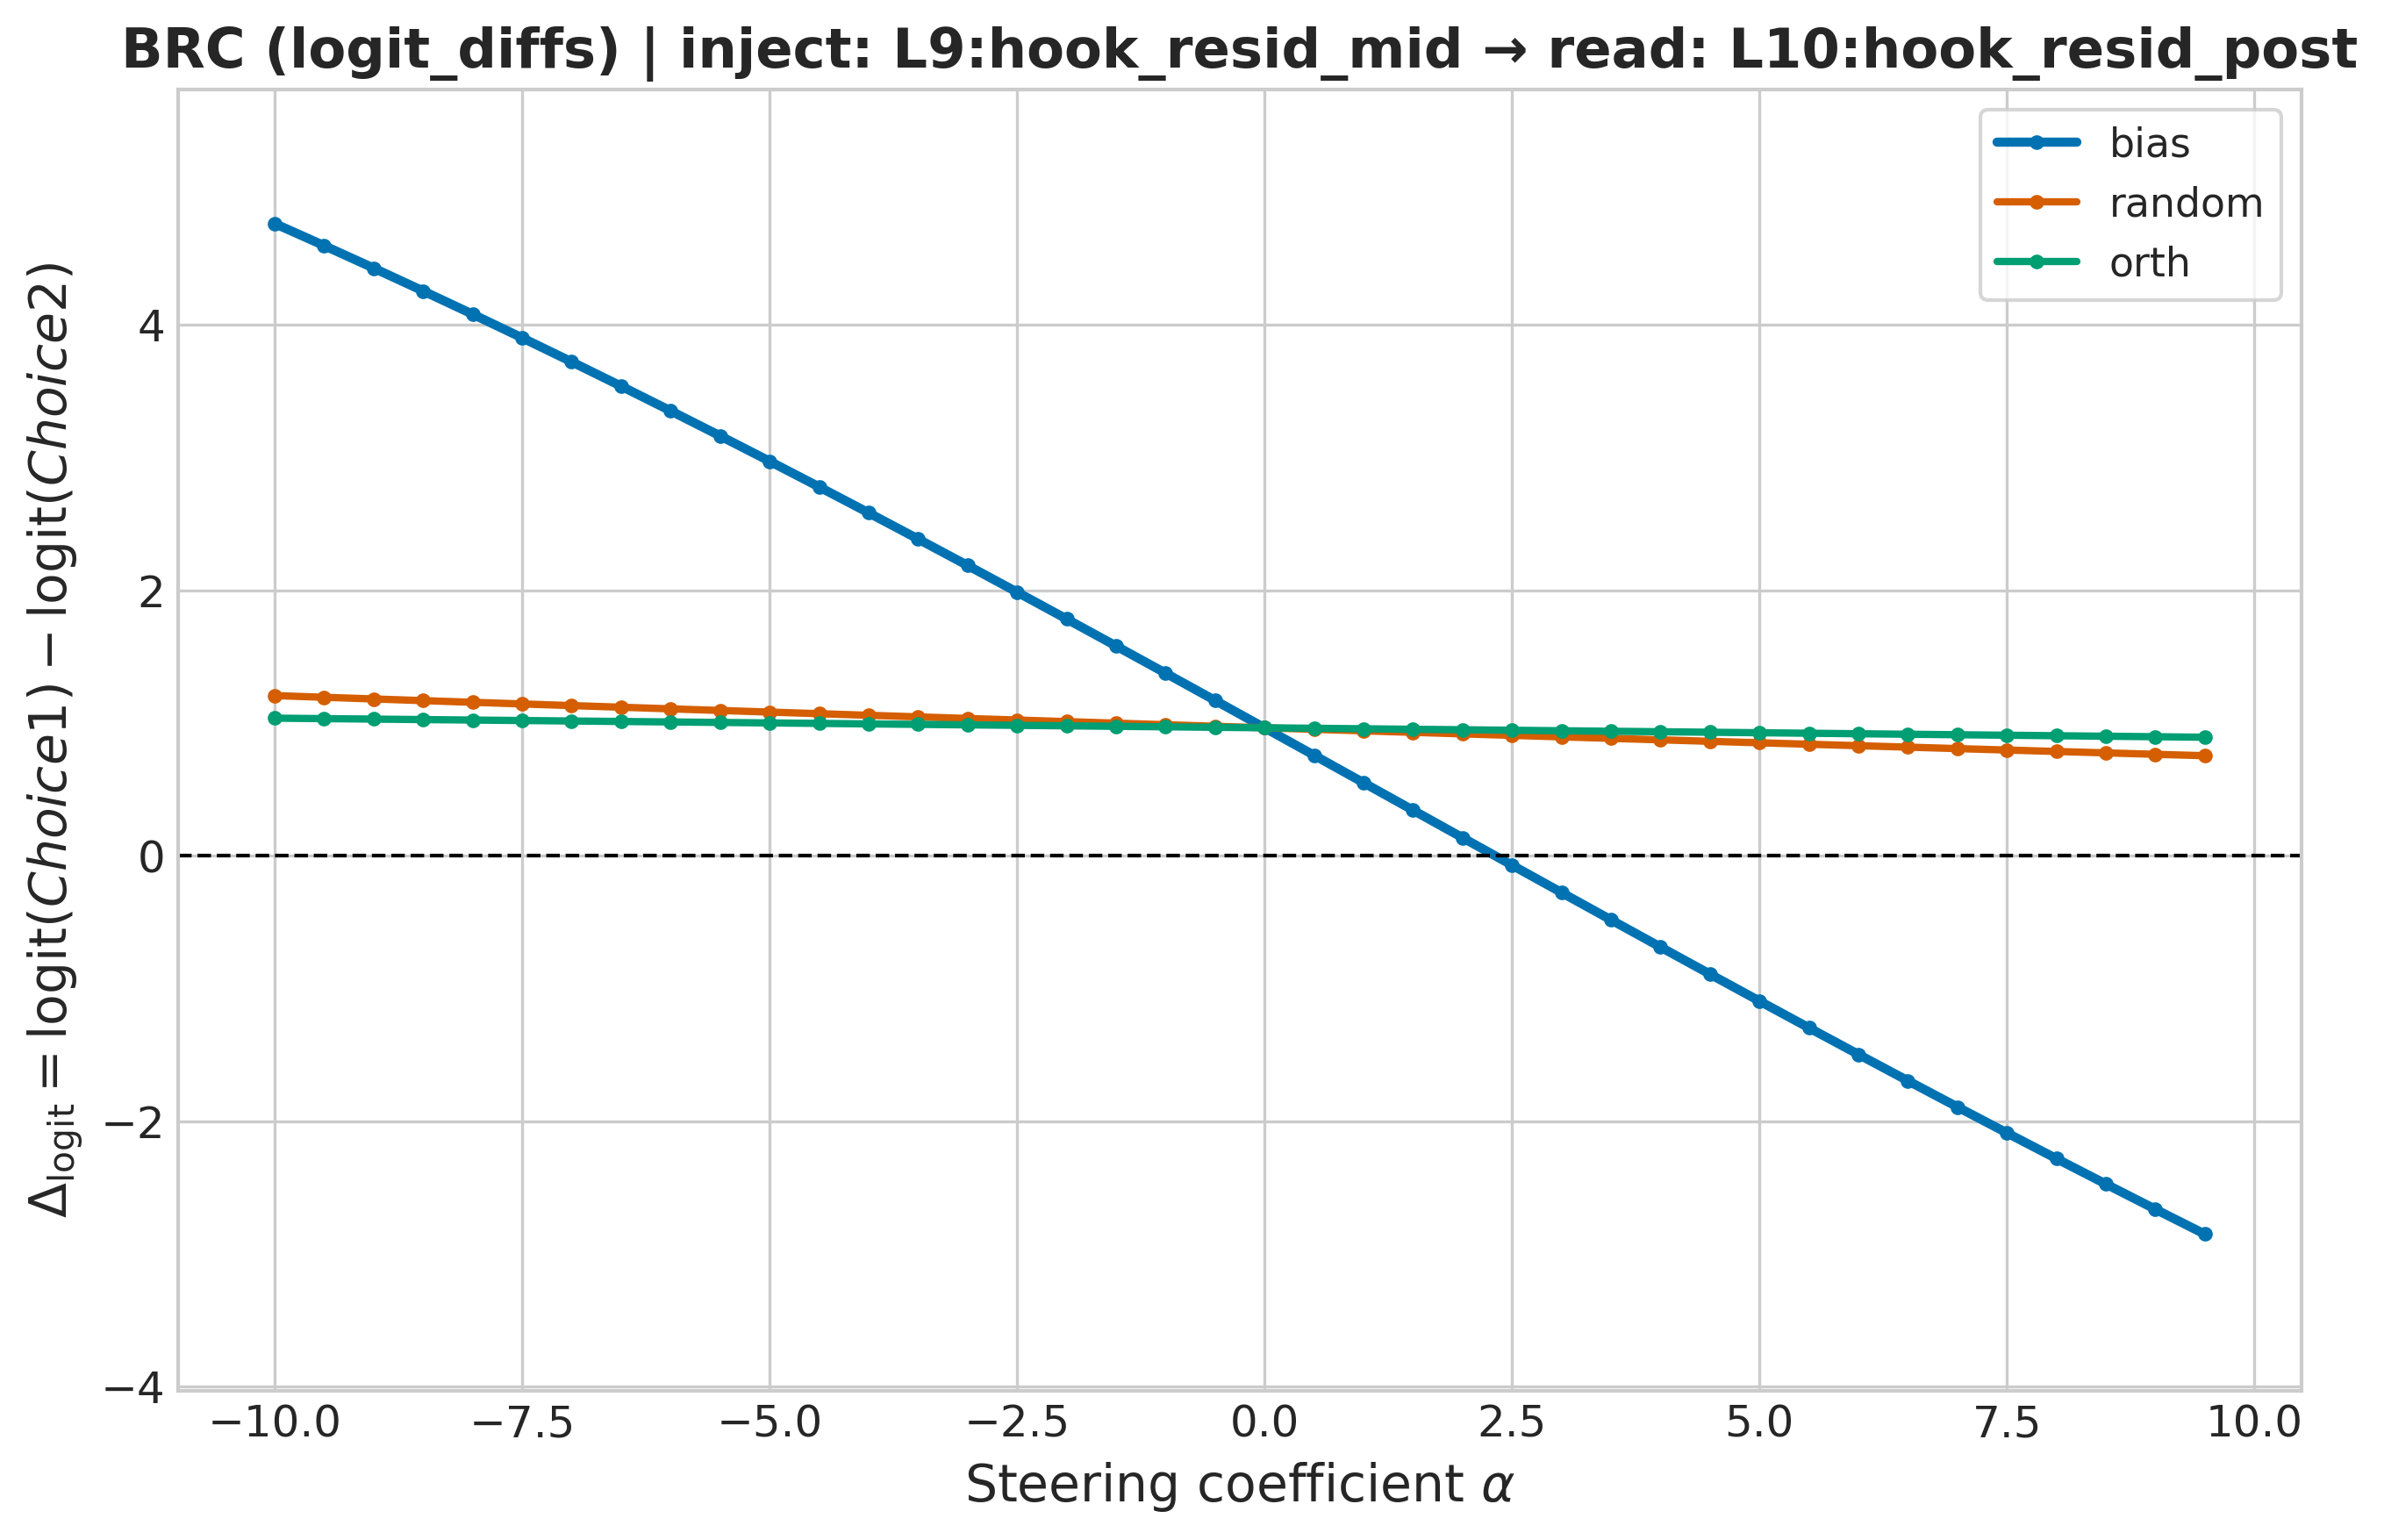 BRC (logit_diffs) | inject: L9:hook_resid_mid → read: L10:hook_resid_post
bias
random
orth
Δlogit = logit(Choice1) − logit(Choice2)
4
2
0
−2
−4
−10.0 −7.5 −5.0 −2.5 0.0 2.5 5.0 7.5 10.0
Steering coefficient α